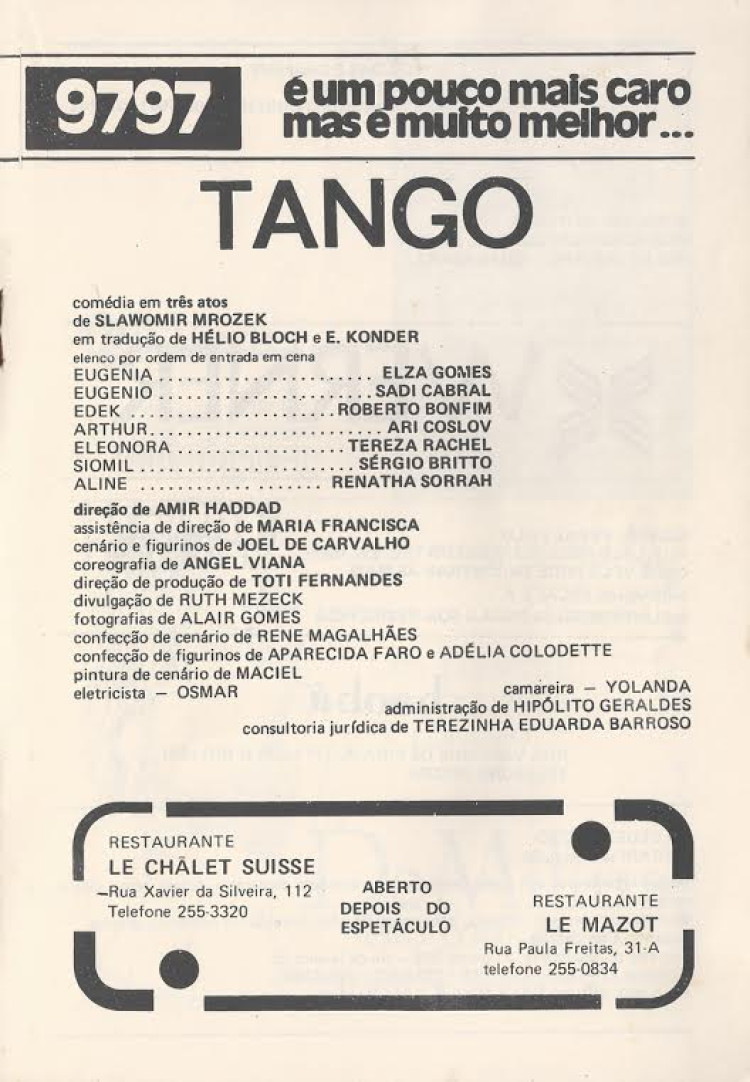 9797
é um pouco mais caro
mas é muito melhor...
TANGO
comédia em três atos
de SLAWOMIR MROZEK
em tradução de HÉLIO BLOCH e E. KONDER
elenco por ordem de entrada em cena
EUGENIA ........................ ELZA GOMES
EUGENIO ........................ SADI CABRAL
EDEK ........................ ROBERTO BONFIM
ARTHUR ........................ ARI COSLOV
ELEONORA .................. TEREZA RACHEL
SIOMIL ........................ SÉRGIO BRITTO
ALINE .................... RENATHA SORRAH
direção de AMIR HADDAD
assistência de direção de MARIA FRANCISCA
cenário e figurinos de JOEL DE CARVALHO
coreografia de ANGEL VIANA
direção de produção de TOTI FERNANDES
divulgação de RUTH MEZECK
fotografias de ALAIR GOMES
confecção de cenário de RENE MAGALHÃES
confecção de figurinos de APARECIDA FARO e ADÉLIA COLODETTE
pintura de cenário de MACIEL
eletricista — OSMAR
camareira — YOLANDA
administração de HIPÓLITO GERALDES
consultoria jurídica de TEREZINHA EDUARDA BARROSO
RESTAURANTE
LE CHÂLET SUISSE
—Rua Xavier da Silveira, 112
Telefone 255-3320
ABERTO
DEPOIS DO
ESPETÁCULO
RESTAURANTE
LE MAZOT
Rua Paula Freitas, 31-A
telefone 255-0834